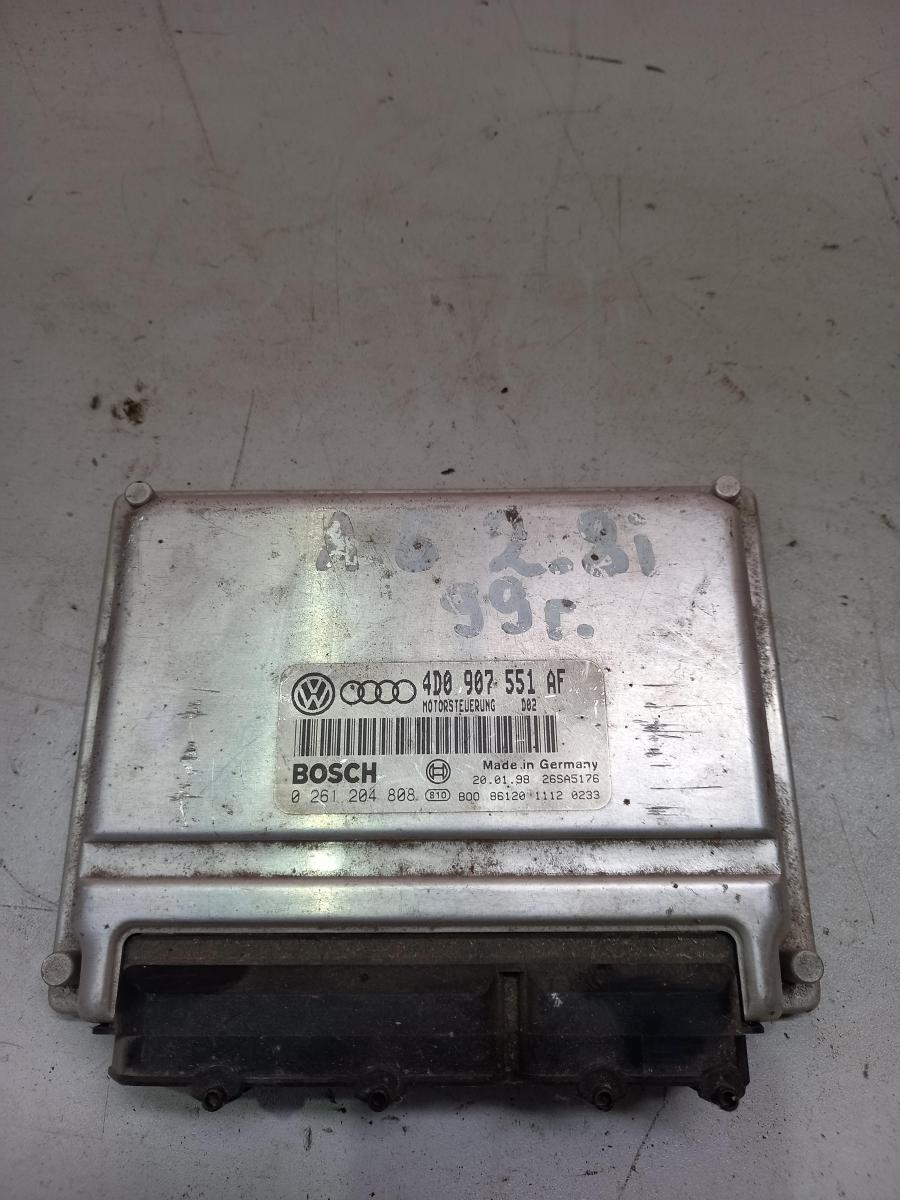 A6 2.8i
99г.
4D0 907 551 AF
MOTORSTEUERUNG D02
BOSCH
Made in Germany
20.01.98 26SA5176
0 261 204 808 810 B00 86120 1112 0233